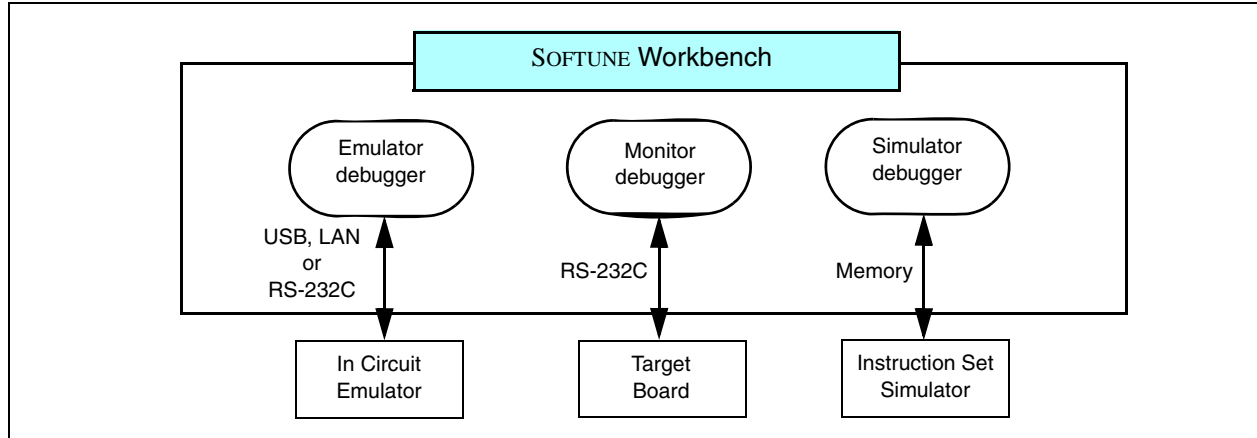 SOFTUNE Workbench
Emulator
debugger
Monitor
debugger
Simulator
debugger
USB, LAN
or
RS-232C
RS-232C
Memory
In Circuit
Emulator
Target
Board
Instruction Set
Simulator